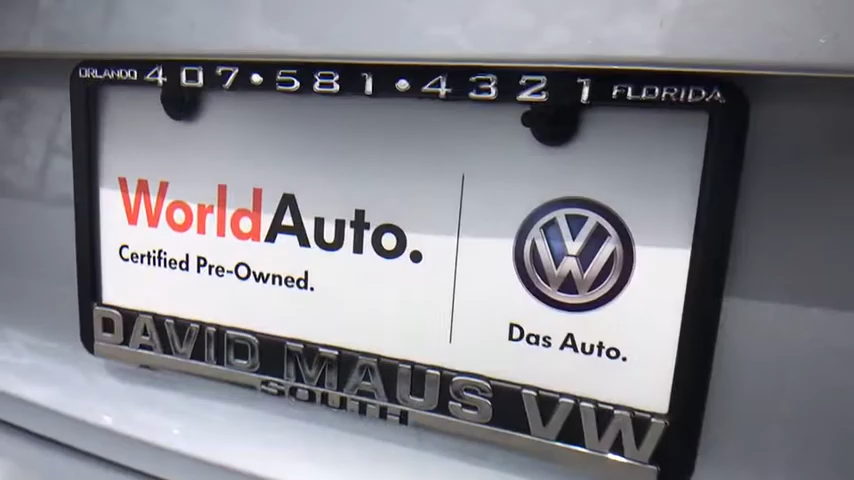 ORLANDO 407•581•4321 FLORIDA
WorldAuto.
Certified Pre-Owned.
Das Auto.
DAVID MAUS VW
SOUTH